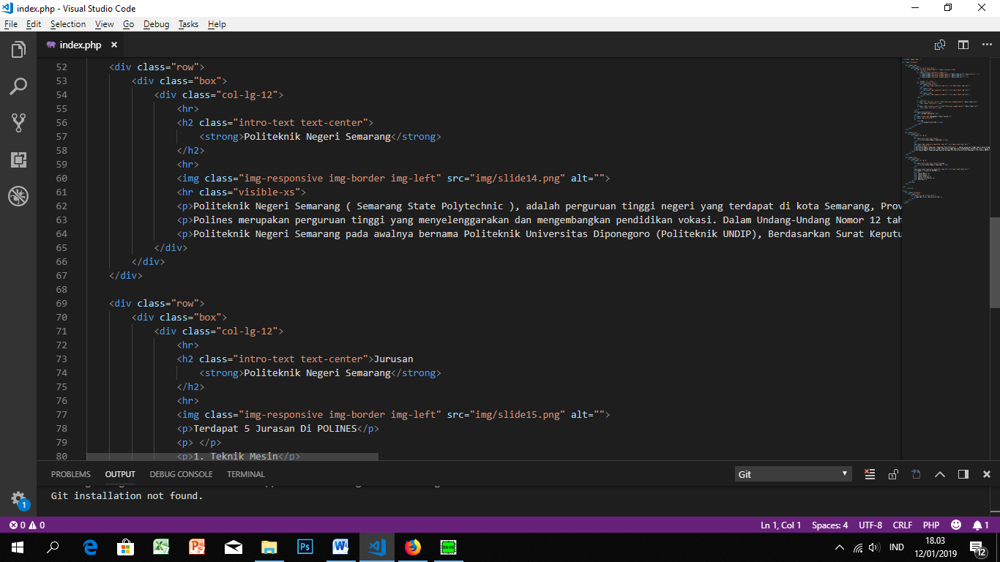 index.php - Visual Studio Code
File Edit Selection View Go Debug Tasks Help
index.php
52 <div class="row">
53 <div class="box">
54 <div class="col-lg-12">
55 <hr>
56 <h2 class="intro-text text-center">
57 <strong>Politeknik Negeri Semarang</strong>
58 </h2>
59 <hr>
60 <img class="img-responsive img-border img-left" src="img/slide14.png" alt="">
61 <hr class="visible-xs">
62 <p>Politeknik Negeri Semarang ( Semarang State Polytechnic ), adalah perguruan tinggi negeri yang terdapat di kota Semarang, Prov
63 <p>Polines merupakan perguruan tinggi yang menyelenggarakan dan mengembangkan pendidikan vokasi. Dalam Undang-Undang Nomor 12 tah
64 <p>Politeknik Negeri Semarang pada awalnya bernama Politeknik Universitas Diponegoro (Politeknik UNDIP), Berdasarkan Surat Keputu
65 </div>
66 </div>
67 </div>
68
69 <div class="row">
70 <div class="box">
71 <div class="col-lg-12">
72 <hr>
73 <h2 class="intro-text text-center">Jurusan
74 <strong>Politeknik Negeri Semarang</strong>
75 </h2>
76 <hr>
77 <img class="img-responsive img-border img-left" src="img/slide15.png" alt="">
78 <p>Terdapat 5 Jurasan Di POLINES</p>
79 <p> </p>
80 <p>1. Teknik Mesin</p>
PROBLEMS OUTPUT DEBUG CONSOLE TERMINAL Git
Git installation not found.
1
0 0 Ln 1, Col 1 Spaces: 4 UTF-8 CRLF PHP 1
IND 18.03
12/01/2019 12